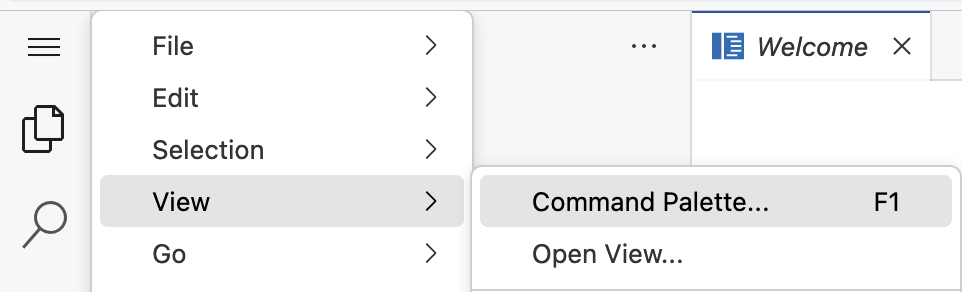 File
Edit
Selection
View
Go
Command Palette... F1
Open View...
Welcome